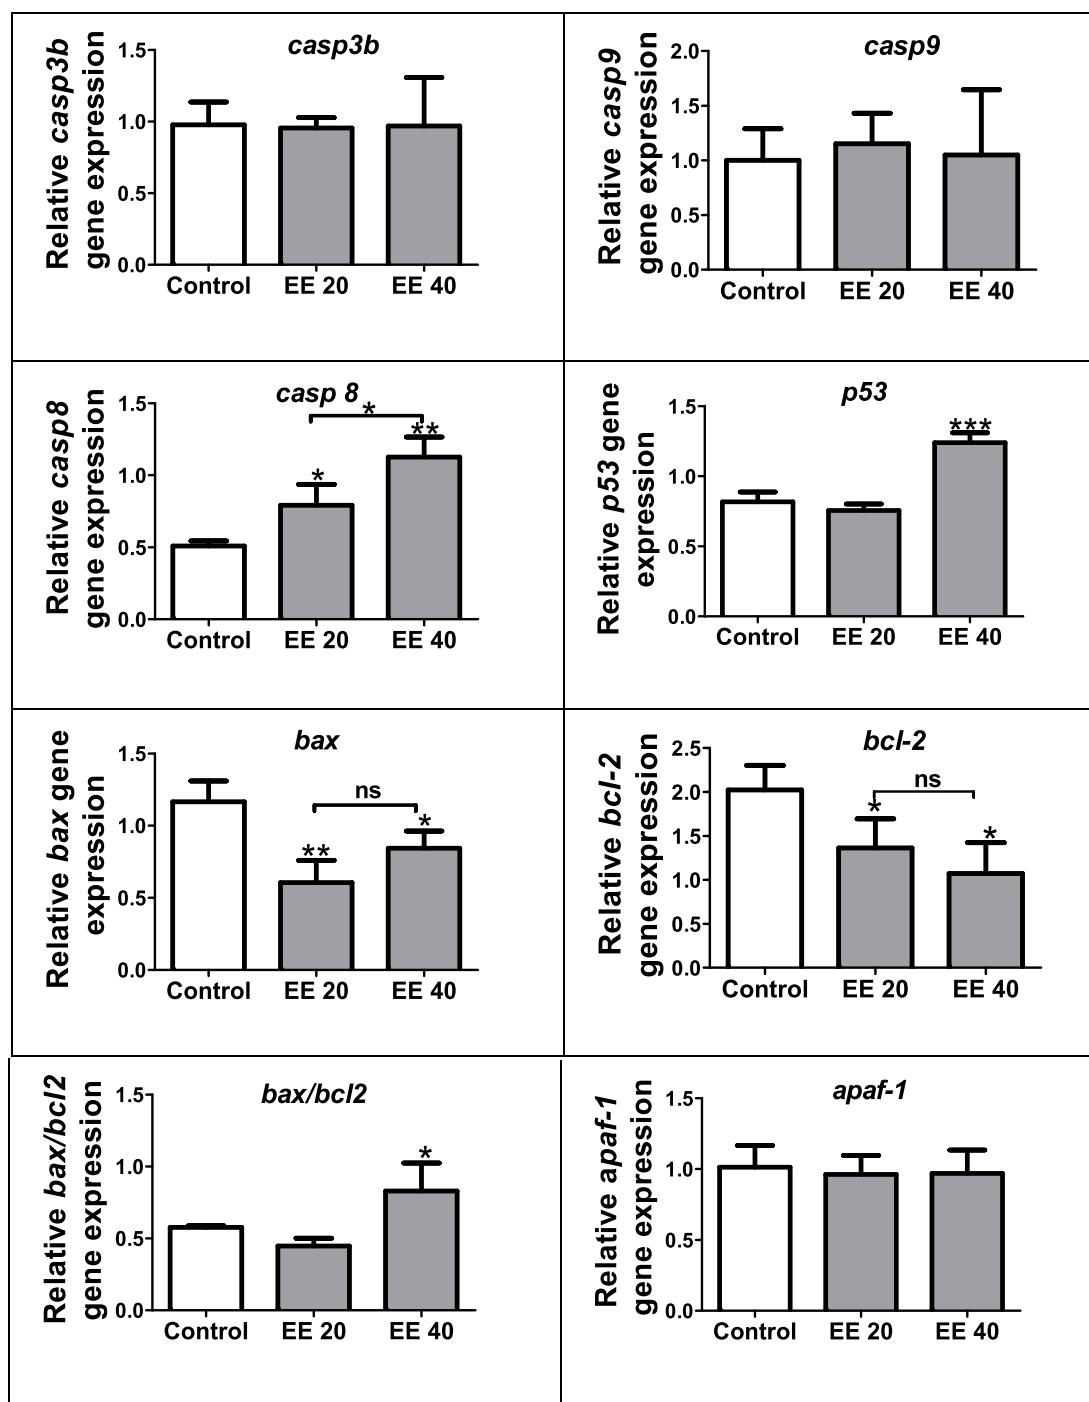 casp3b
Relative casp3b
gene expression
1.5
1.0
0.5
0.0
Control EE 20 EE 40
casp9
Relative casp9
gene expression
2.0
1.5
1.0
0.5
0.0
Control EE 20 EE 40
casp 8
Relative casp8
gene expression
1.5
1.0
0.5
0.0
*
**
*
Control EE 20 EE 40
p53
Relative p53 gene
expression
1.5
1.0
0.5
0.0
***
Control EE 20 EE 40
bax
Relative bax gene
expression
1.5
1.0
0.5
0.0
ns
*
**
Control EE 20 EE 40
bcl-2
Relative bcl-2
gene expression
2.5
2.0
1.5
1.0
0.5
0.0
ns
*
*
Control EE 20 EE 40
bax/bcl2
Relative bax/bcl2
gene expression
1.5
1.0
0.5
0.0
*
Control EE 20 EE 40
apaf-1
Relative apaf-1
gene expression
1.5
1.0
0.5
0.0
Control EE 20 EE 40